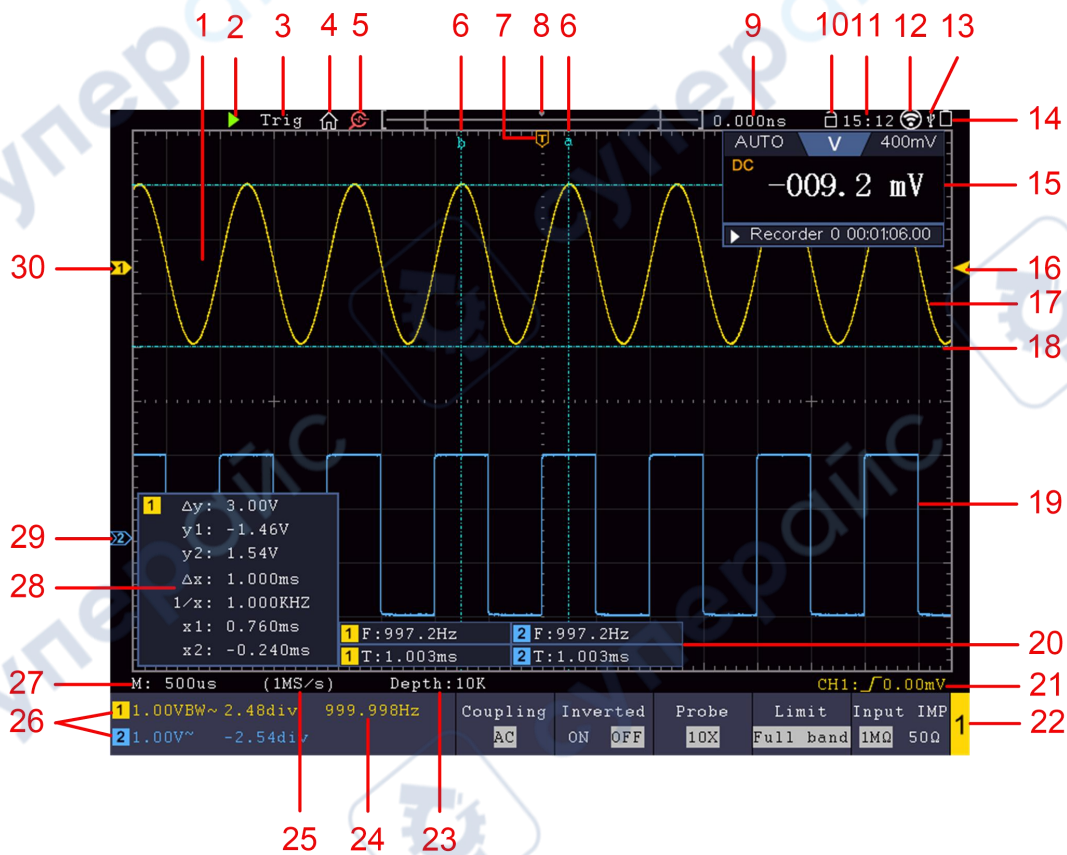 1 2 3 4 5 6 7 8 6 9 10 11 12 13
Trig T 0.000ns 15:12
14
b T a
AUTO V 400mV
DC
-009.2 mV
15
Recorder 0 00:01:06.00
30 1 16
17
18
19
1 Δy: 3.00V
y1: -1.46V
29 2
y2: 1.54V
28 Δx: 1.000ms
1/x: 1.000KHZ
x1: 0.760ms
x2: -0.240ms
1 F:997.2Hz 2 F:997.2Hz
1 T:1.003ms 2 T:1.003ms
20
27 M: 500us (1MS/s) Depth:10K CH1: 0.00mV 21
26 1 1.00VBW~ 2.48div 999.998Hz
2 1.00V~ -2.54div
Coupling Inverted Probe Limit Input IMP
AC ON OFF 10X Full band 1MΩ 50Ω
1 22
25 24 23
суперайс